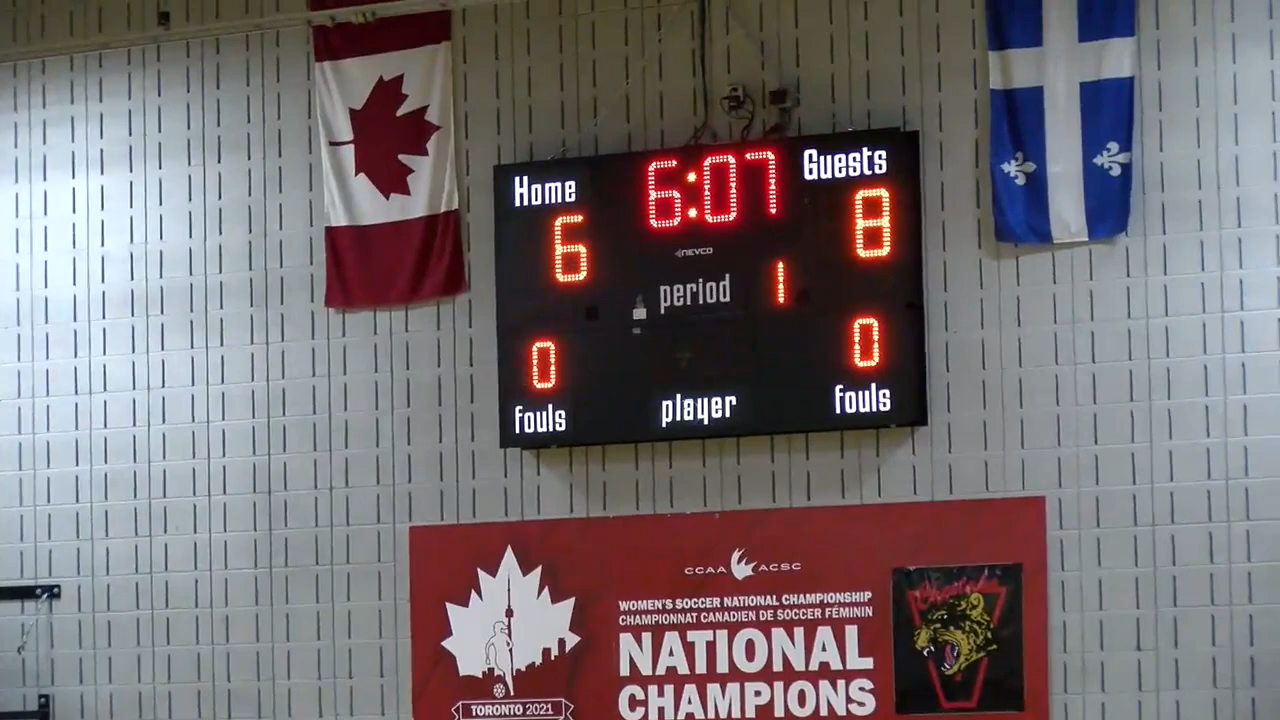 Home 6:07 Guests
6 8
NEVCO
period 1
0 0
fouls player fouls
CCAA ACSC
WOMEN'S SOCCER NATIONAL CHAMPIONSHIP
CHAMPIONNAT CANADIEN DE SOCCER FÉMININ
NATIONAL
CHAMPIONS
TORONTO 2021